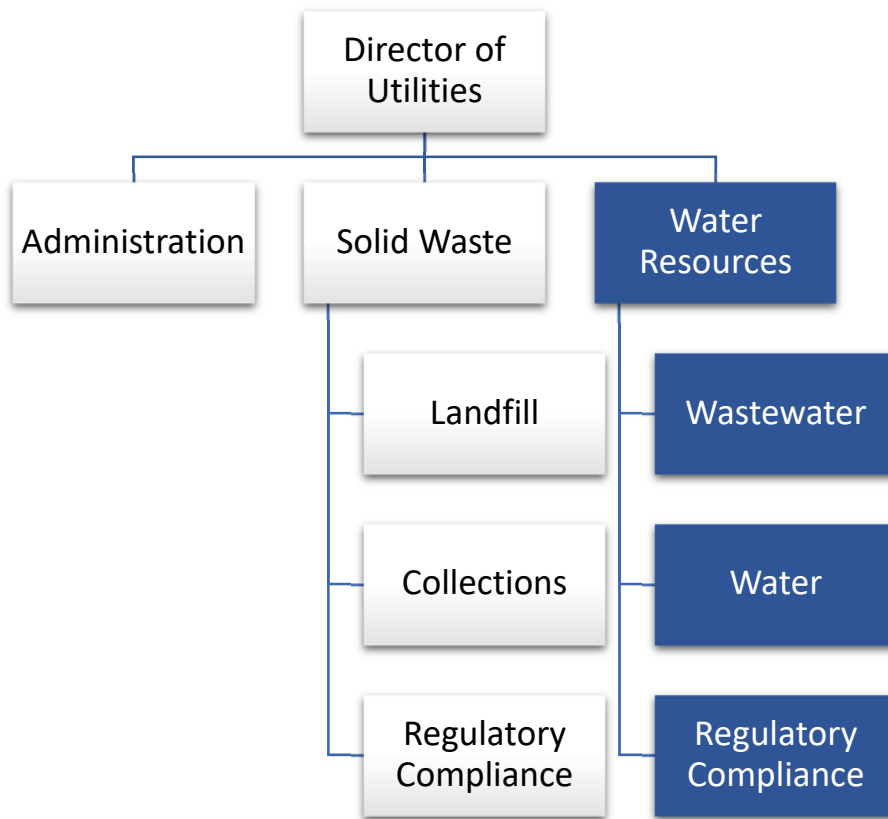 Director of
Utilities
Administration
Solid Waste
Water
Resources
Landfill
Wastewater
Collections
Water
Regulatory
Compliance
Regulatory
Compliance